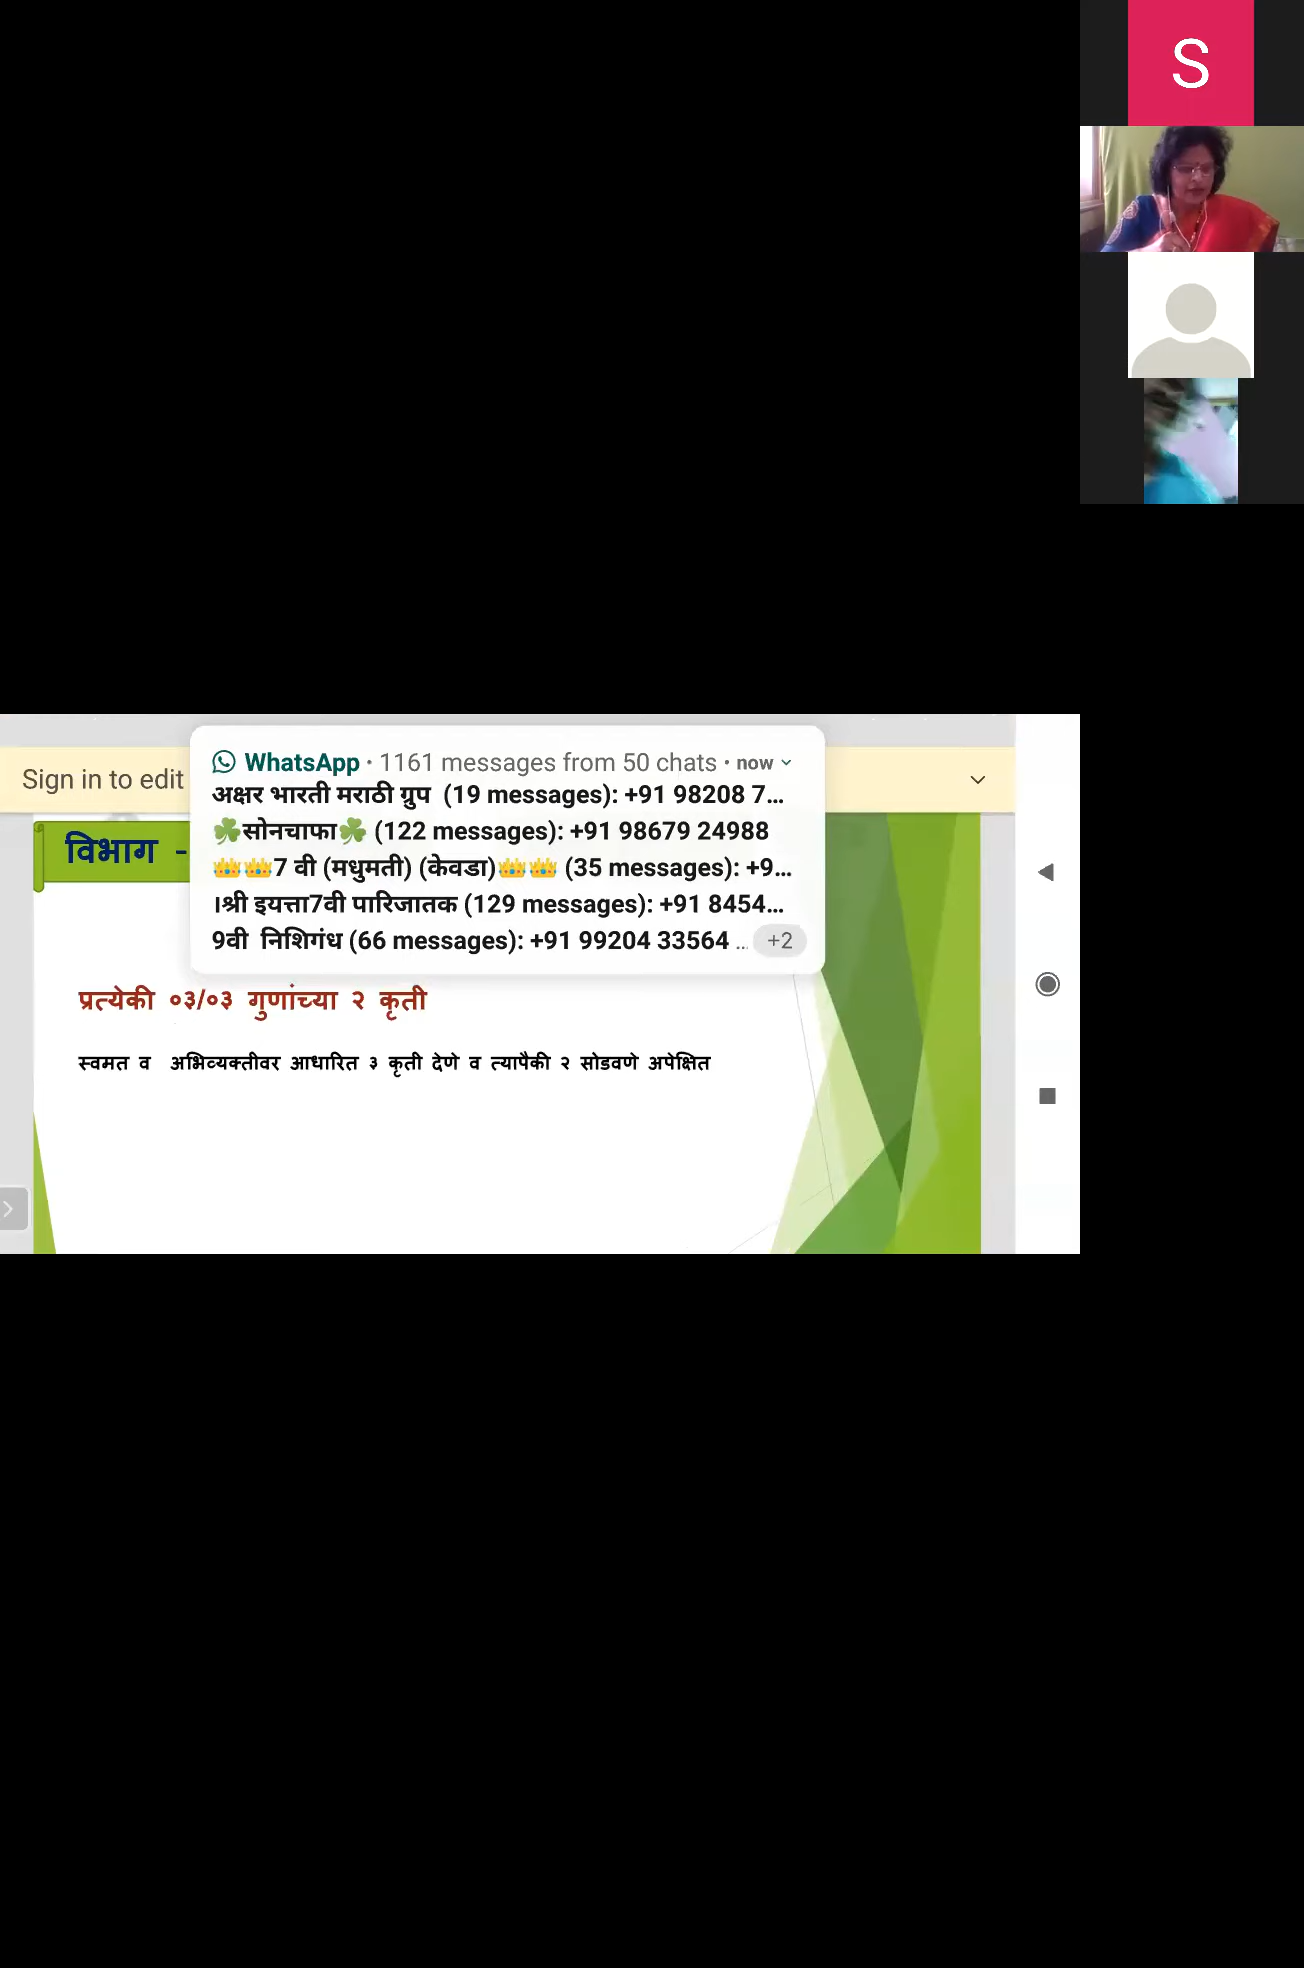 S
WhatsApp • 1161 messages from 50 chats • now
अक्षर भारती मराठी ग्रुप (19 messages): +91 98208 7...
☘सोनचाफा☘ (122 messages): +91 98679 24988
👑👑7 वी (मधुमती) (केवडा)👑👑 (35 messages): +9...
।श्री इयत्ता7वी पारिजातक (129 messages): +91 8454...
9वी निशिगंध (66 messages): +91 99204 33564 ... +2
Sign in to edit
विभाग -
प्रत्येकी ०३/०३ गुणांच्या २ कृती
स्वमत व अभिव्यक्तीवर आधारित ३ कृती देणे व त्यापैकी २ सोडवणे अपेक्षित